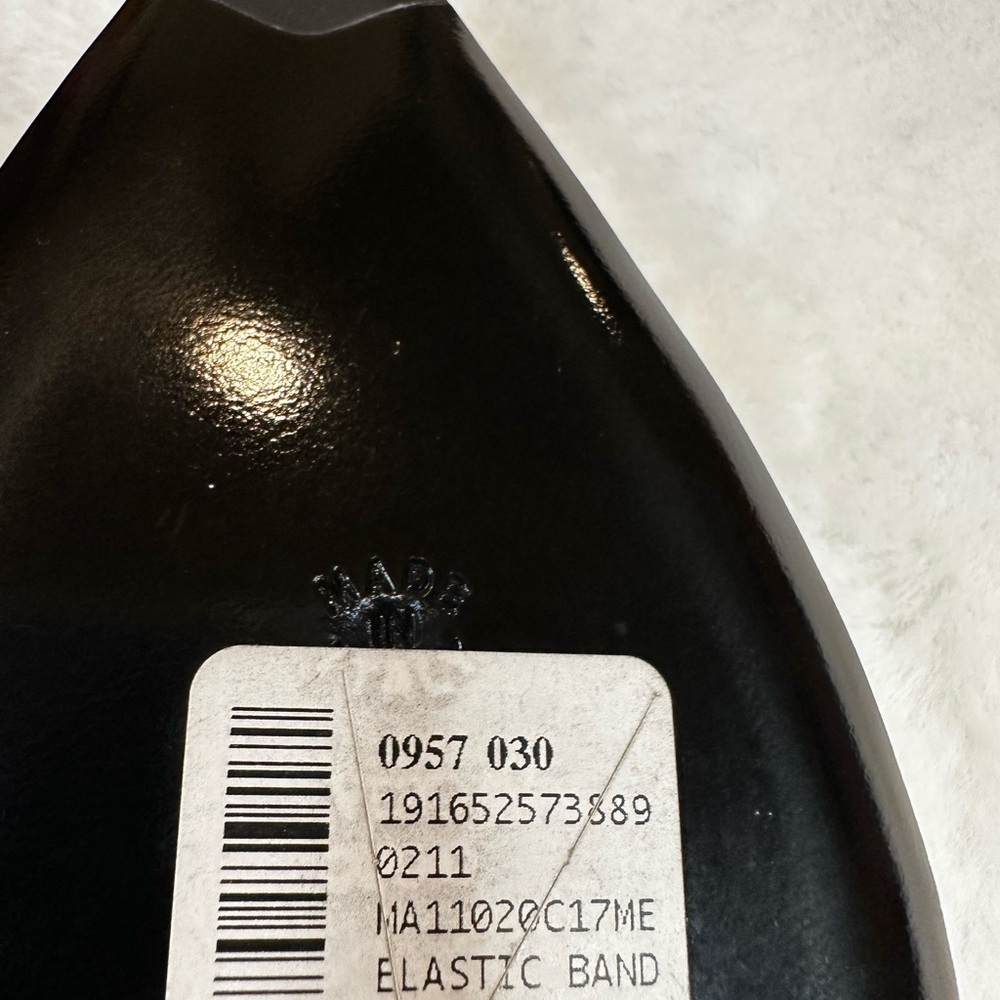 MADE
IN
0957 030
191652573889
0211
MA11020C17ME
ELASTIC BAND